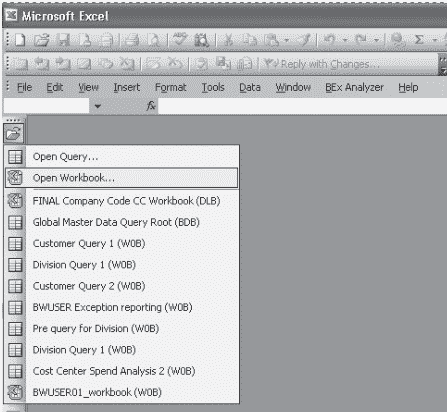 Microsoft Excel
Reply with Changes...
File Edit View Insert Format Tools Data Window BEx Analyzer Help
fx
Open Query...
Open Workbook...
FINAL Company Code CC Workbook (DLB)
Global Master Data Query Root (BDB)
Customer Query 1 (W0B)
Division Query 1 (W0B)
Customer Query 2 (W0B)
BWUSER Exception reporting (W0B)
Pre query for Division (W0B)
Division Query 1 (W0B)
Cost Center Spend Analysis 2 (W0B)
BWUSER01_workbook (W0B)